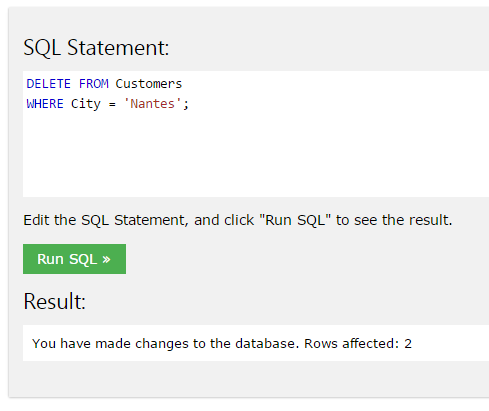 SQL Statement:
DELETE FROM Customers
WHERE City = 'Nantes';
Edit the SQL Statement, and click "Run SQL" to see the result.
Run SQL »
Result:
You have made changes to the database. Rows affected: 2